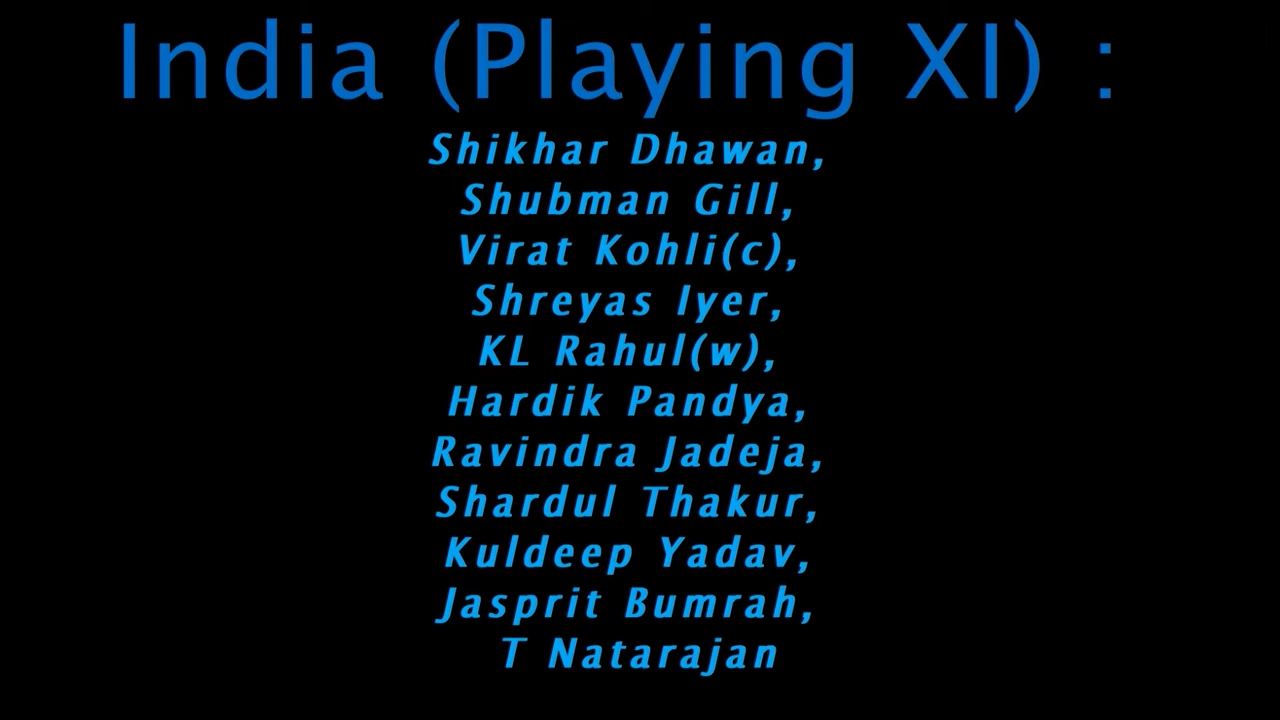 India (Playing XI) :
Shikhar Dhawan,
Shubman Gill,
Virat Kohli(c),
Shreyas Iyer,
KL Rahul(w),
Hardik Pandya,
Ravindra Jadeja,
Shardul Thakur,
Kuldeep Yadav,
Jasprit Bumrah,
T Natarajan